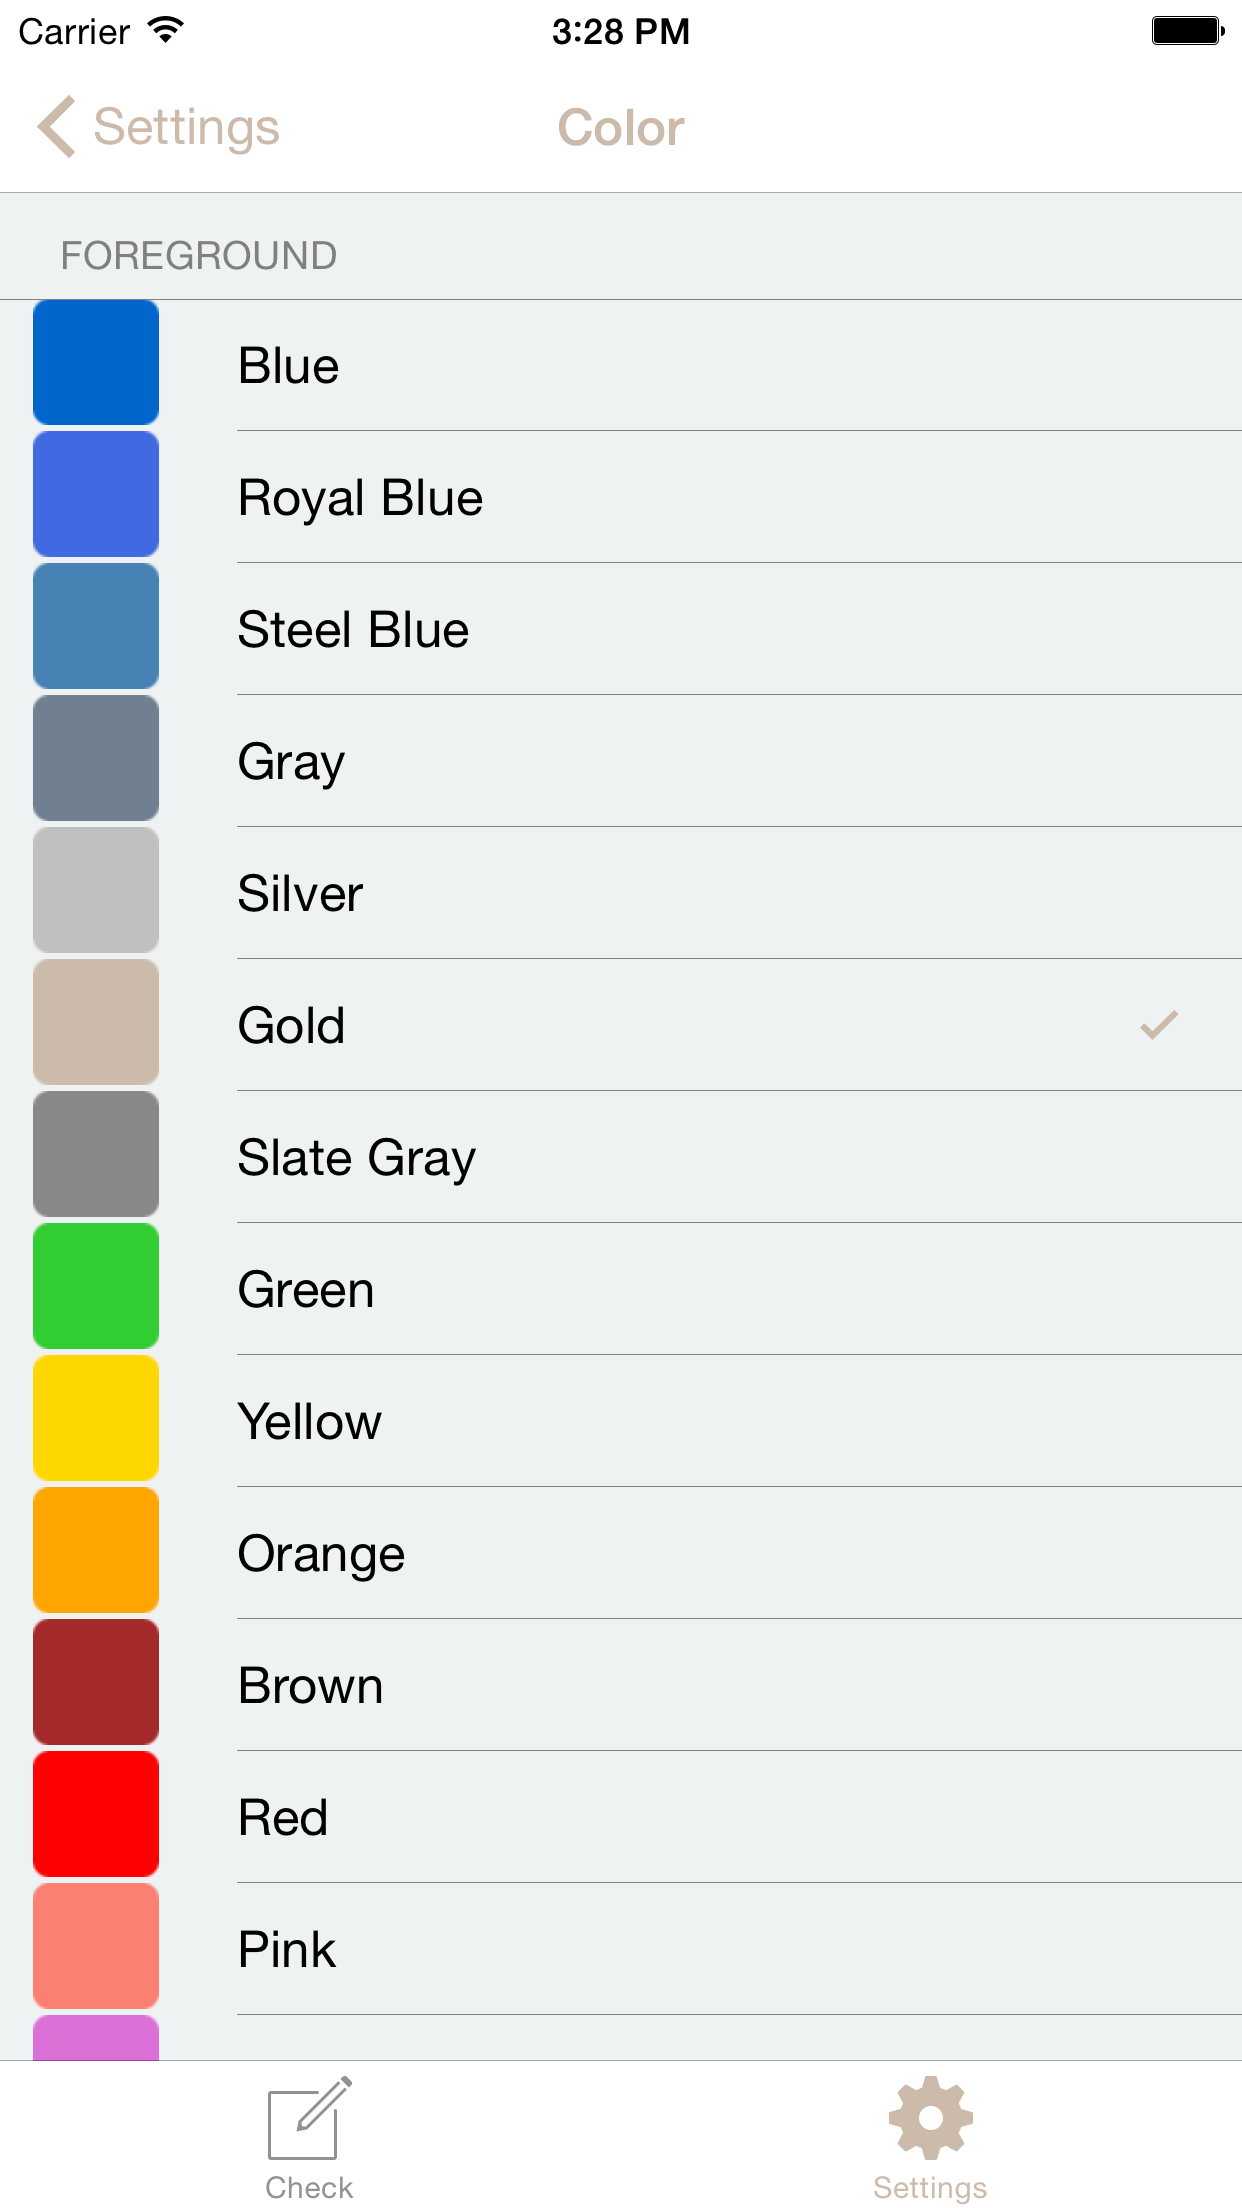 Carrier 3:28 PM
Settings Color
FOREGROUND
Blue
Royal Blue
Steel Blue
Gray
Silver
Gold
Slate Gray
Green
Yellow
Orange
Brown
Red
Pink
Check Settings